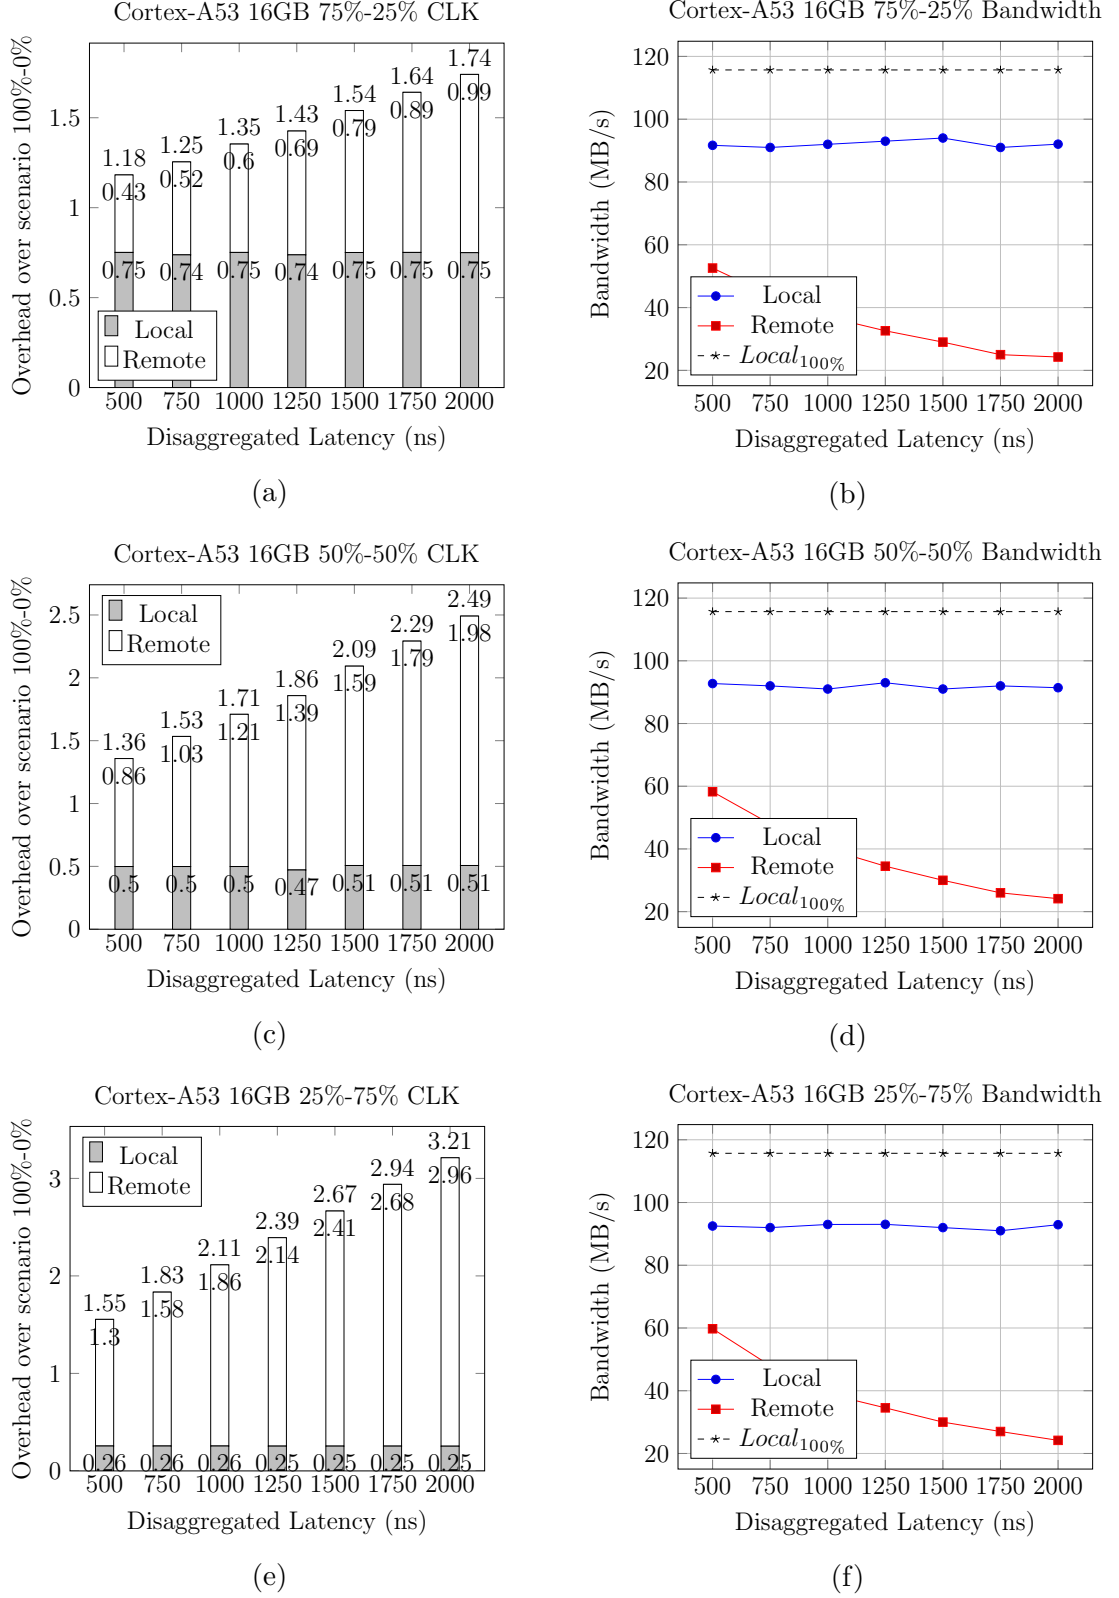 Cortex-A53 16GB 75%-25% CLK
Overhead over scenario 100%-0%
1.5
1
0.5
0
1.18 1.25 1.35 1.43 1.54 1.64 1.74
0.43 0.52 0.6 0.69 0.79 0.89 0.99
0.75 0.74 0.75 0.74 0.75 0.75 0.75
Local
Remote
500 750 1000 1250 1500 1750 2000
Disaggregated Latency (ns)
(a)
Cortex-A53 16GB 75%-25% Bandwidth
Bandwidth (MB/s)
120
100
80
60
40
20
Local
Remote
Local100%
500 750 1000 1250 1500 1750 2000
Disaggregated Latency (ns)
(b)
Cortex-A53 16GB 50%-50% CLK
Overhead over scenario 100%-0%
2.5
2
1.5
1
0.5
0
Local
Remote
1.36 1.53 1.71 1.86 2.09 2.29 2.49
0.86 1.03 1.21 1.39 1.59 1.79 1.98
0.5 0.5 0.5 0.47 0.51 0.51 0.51
500 750 1000 1250 1500 1750 2000
Disaggregated Latency (ns)
(c)
Cortex-A53 16GB 50%-50% Bandwidth
Bandwidth (MB/s)
120
100
80
60
40
20
Local
Remote
Local100%
500 750 1000 1250 1500 1750 2000
Disaggregated Latency (ns)
(d)
Cortex-A53 16GB 25%-75% CLK
Overhead over scenario 100%-0%
3
2
1
0
Local
Remote
1.55 1.83 2.11 2.39 2.67 2.94 3.21
1.3 1.58 1.86 2.14 2.41 2.68 2.96
0.26 0.26 0.26 0.25 0.25 0.25 0.25
500 750 1000 1250 1500 1750 2000
Disaggregated Latency (ns)
(e)
Cortex-A53 16GB 25%-75% Bandwidth
Bandwidth (MB/s)
120
100
80
60
40
20
Local
Remote
Local100%
500 750 1000 1250 1500 1750 2000
Disaggregated Latency (ns)
(f)